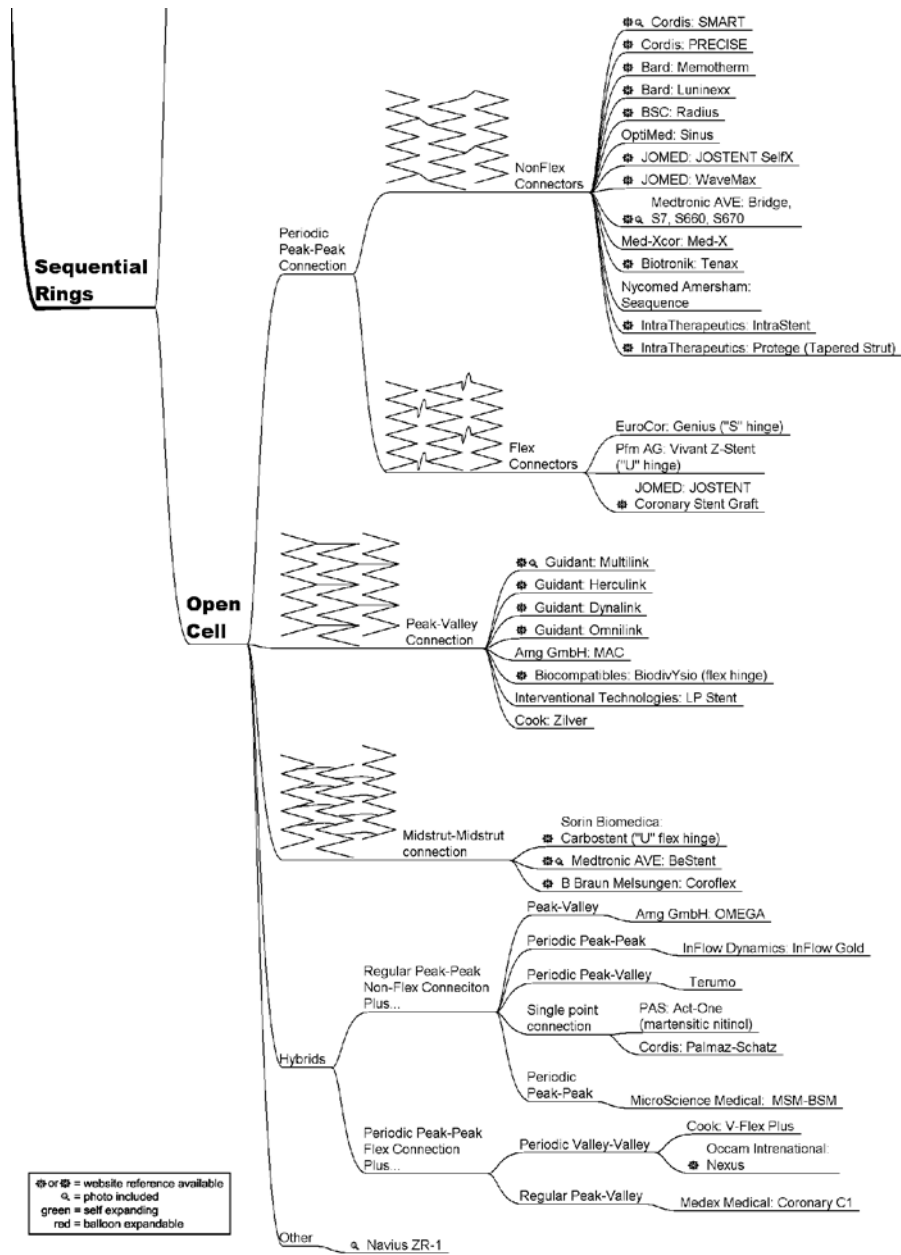 Cordis: SMART
Cordis: PRECISE
Bard: Memotherm
Bard: Luninexx
BSC: Radius
OptiMed: Sinus
NonFlex
Connectors
JOMED: JOSTENT SelfX
JOMED: WaveMax
Medtronic AVE: Bridge,
S7, S660, S670
Med-Xcor: Med-X
Biotronik: Tenax
Nycomed Amersham:
Seaquence
IntraTherapeutics: IntraStent
IntraTherapeutics: Protege (Tapered Strut)
Periodic
Peak-Peak
Connection
Sequential
Rings
Flex
Connectors
EuroCor: Genius ("S" hinge)
Pfm AG: Vivant Z-Stent
("U" hinge)
JOMED: JOSTENT
Coronary Stent Graft
Open
Cell
Peak-Valley
Connection
Guidant: Multilink
Guidant: Herculink
Guidant: Dynalink
Guidant: Omnilink
Amg GmbH: MAC
Biocompatibles: BiodivYsio (flex hinge)
Interventional Technologies: LP Stent
Cook: Zilver
Midstrut-Midstrut
connection
Sorin Biomedica:
Carbostent ("U" flex hinge)
Medtronic AVE: BeStent
B Braun Melsungen: Coroflex
Hybrids
Regular Peak-Peak
Non-Flex Conneciton
Plus...
Peak-Valley
Amg GmbH: OMEGA
Periodic Peak-Peak
InFlow Dynamics: InFlow Gold
Periodic Peak-Valley
Terumo
Single point
connection
PAS: Act-One
(martensitic nitinol)
Cordis: Palmaz-Schatz
Periodic
Peak-Peak
MicroScience Medical: MSM-BSM
Periodic Peak-Peak
Flex Connection
Plus...
Periodic Valley-Valley
Cook: V-Flex Plus
Occam Intrenational:
Nexus
Regular Peak-Valley
Medex Medical: Coronary C1
Other
Navius ZR-1
or = website reference available
= photo included
green = self expanding
red = balloon expandable